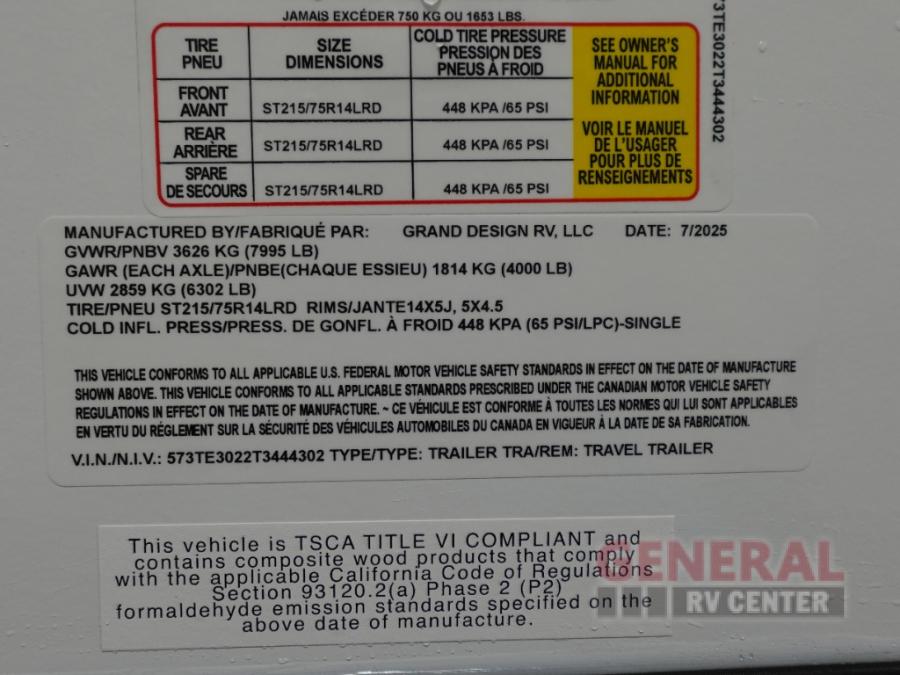 JAMAIS EXCÉDER 750 KG OU 1653 LBS.
TIRE PNEU SIZE DIMENSIONS COLD TIRE PRESSURE PRESSION DES PNEUS À FROID
FRONT AVANT ST215/75R14LRD 448 KPA /65 PSI
REAR ARRIÈRE ST215/75R14LRD 448 KPA /65 PSI
SPARE DE SECOURS ST215/75R14LRD 448 KPA /65 PSI
SEE OWNER'S
MANUAL FOR
ADDITIONAL
INFORMATION
VOIR LE MANUEL
DE L'USAGER
POUR PLUS DE
RENSEIGNEMENTS
73TE3022T3444302
MANUFACTURED BY/FABRIQUÉ PAR: GRAND DESIGN RV, LLC DATE: 7/2025
GVWR/PNBV 3626 KG (7995 LB)
GAWR (EACH AXLE)/PNBE(CHAQUE ESSIEU) 1814 KG (4000 LB)
UVW 2859 KG (6302 LB)
TIRE/PNEU ST215/75R14LRD RIMS/JANTE14X5J, 5X4.5
COLD INFL. PRESS/PRESS. DE GONFL. À FROID 448 KPA (65 PSI/LPC)-SINGLE
THIS VEHICLE CONFORMS TO ALL APPLICABLE U.S. FEDERAL MOTOR VEHICLE SAFETY STANDARDS IN EFFECT ON THE DATE OF MANUFACTURE
SHOWN ABOVE. THIS VEHICLE CONFORMS TO ALL APPLICABLE STANDARDS PRESCRIBED UNDER THE CANADIAN MOTOR VEHICLE SAFETY
REGULATIONS IN EFFECT ON THE DATE OF MANUFACTURE. ~ CE VÉHICULE EST CONFORME À TOUTES LES NORMES QUI LUI SONT APPLICABLES
EN VERTU DU RÉGLEMENT SUR LA SÉCURITÉ DES VÉHICULES AUTOMOBILES DU CANADA EN VIGUEUR À LA DATE DE SA FABRICATION.
V.I.N./N.I.V.: 573TE3022T3444302 TYPE/TYPE: TRAILER TRA/REM: TRAVEL TRAILER
This vehicle is TSCA TITLE VI COMPLIANT and
contains composite wood products that comply
with the applicable California Code of Regulations
Section 93120.2(a) Phase 2 (P2)
formaldehyde emission standards specified on the
above date of manufacture.
GENERAL
RV CENTER